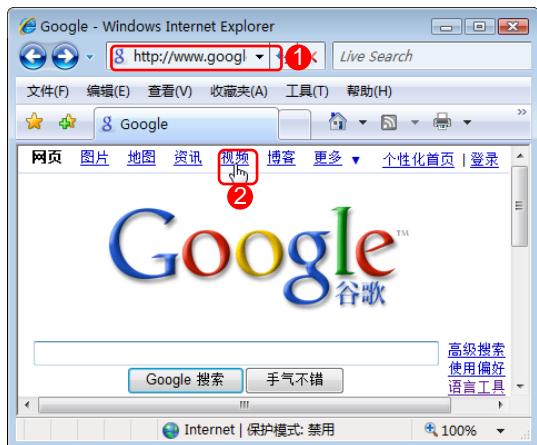 Google - Windows Internet Explorer
http://www.googl
1
Live Search
文件(F) 编辑(E) 查看(V) 收藏夹(A) 工具(T) 帮助(H)
Google
网页 图片 地图 资讯 视频 博客 更多 ▼ 个性化首页 | 登录
2
Google™
谷歌
高级搜索
使用偏好
语言工具
Google 搜索 手气不错
Internet | 保护模式: 禁用 100%